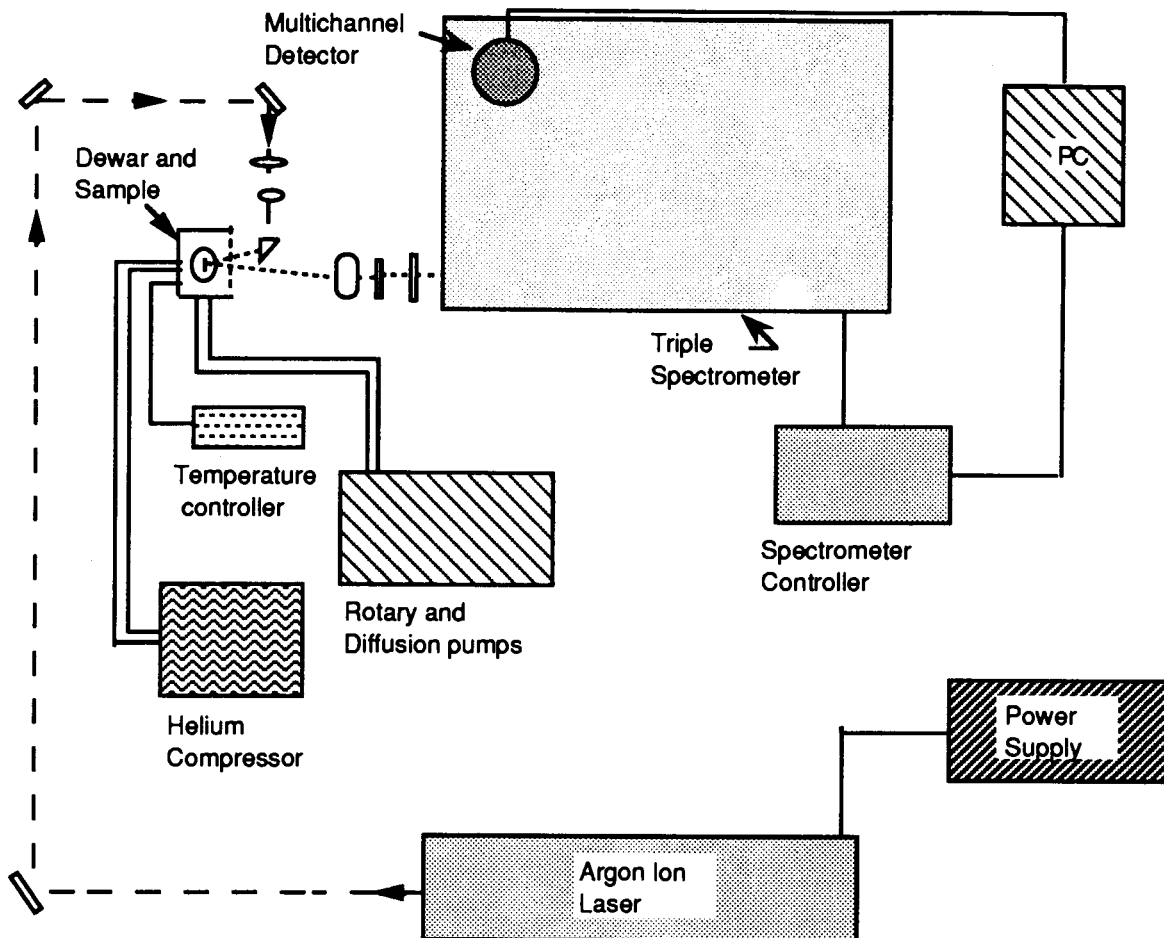 Multichannel
Detector
PC
Dewar and
Sample
Triple
Spectrometer
Temperature
controller
Spectrometer
Controller
Rotary and
Diffusion pumps
Helium
Compressor
Power
Supply
Argon Ion
Laser